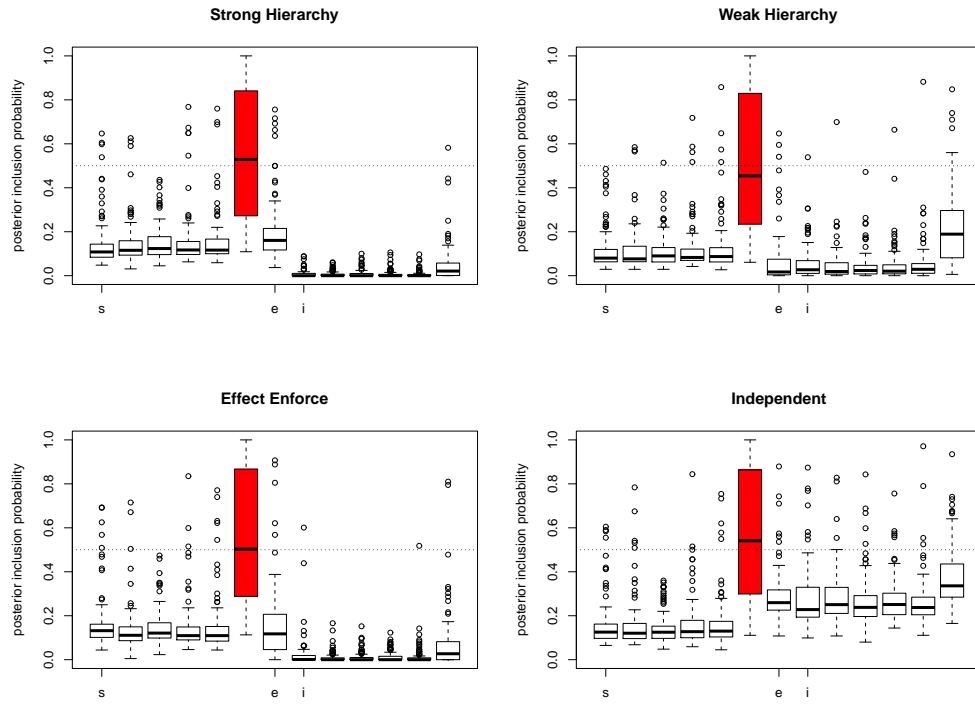 Strong Hierarchy
posterior inclusion probability
0.0 0.2 0.4 0.6 0.8 1.0
s e i
Weak Hierarchy
posterior inclusion probability
0.0 0.2 0.4 0.6 0.8 1.0
s e i
Effect Enforce
posterior inclusion probability
0.0 0.2 0.4 0.6 0.8 1.0
s e i
Independent
posterior inclusion probability
0.0 0.2 0.4 0.6 0.8 1.0
s e i